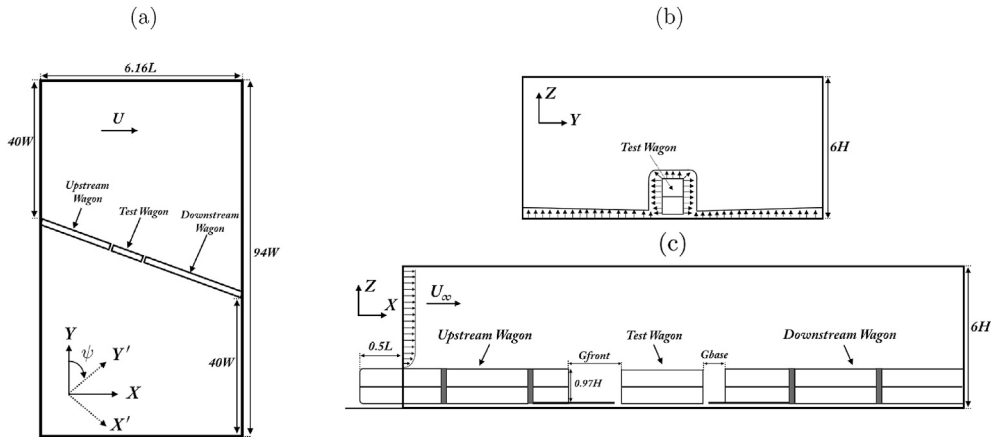 (a)
6.16L
U
40W
Upstream
Wagon
Test Wagon
Downstream
Wagon
94W
40W
Y
ψ
Y'
X
X'
(b)
Z
Y
Test Wagon
6H
(c)
Z
X
U∞
0.5L
Upstream Wagon
Gfront
Test Wagon
Gbase
Downstream Wagon
0.97H
6H